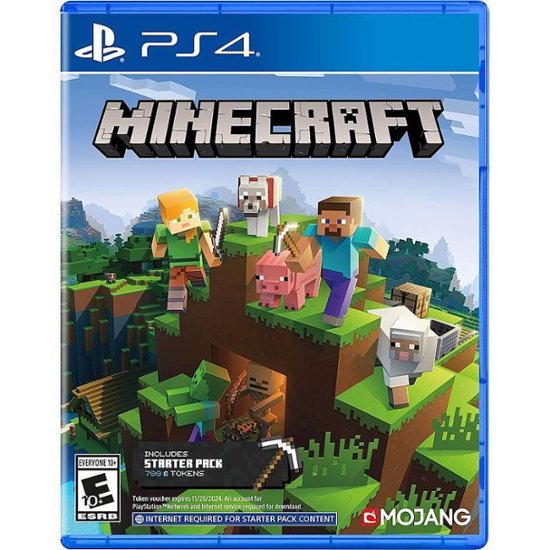 PS4
MINECRAFT
INCLUDES
STARTER PACK
700 TOKENS
EVERYONE 10+
E
10+
ESRB
Token voucher expires 11/26/2024. An account for
PlayStation™Network and Internet service required for download.
INTERNET REQUIRED FOR STARTER PACK CONTENT
MOJANG